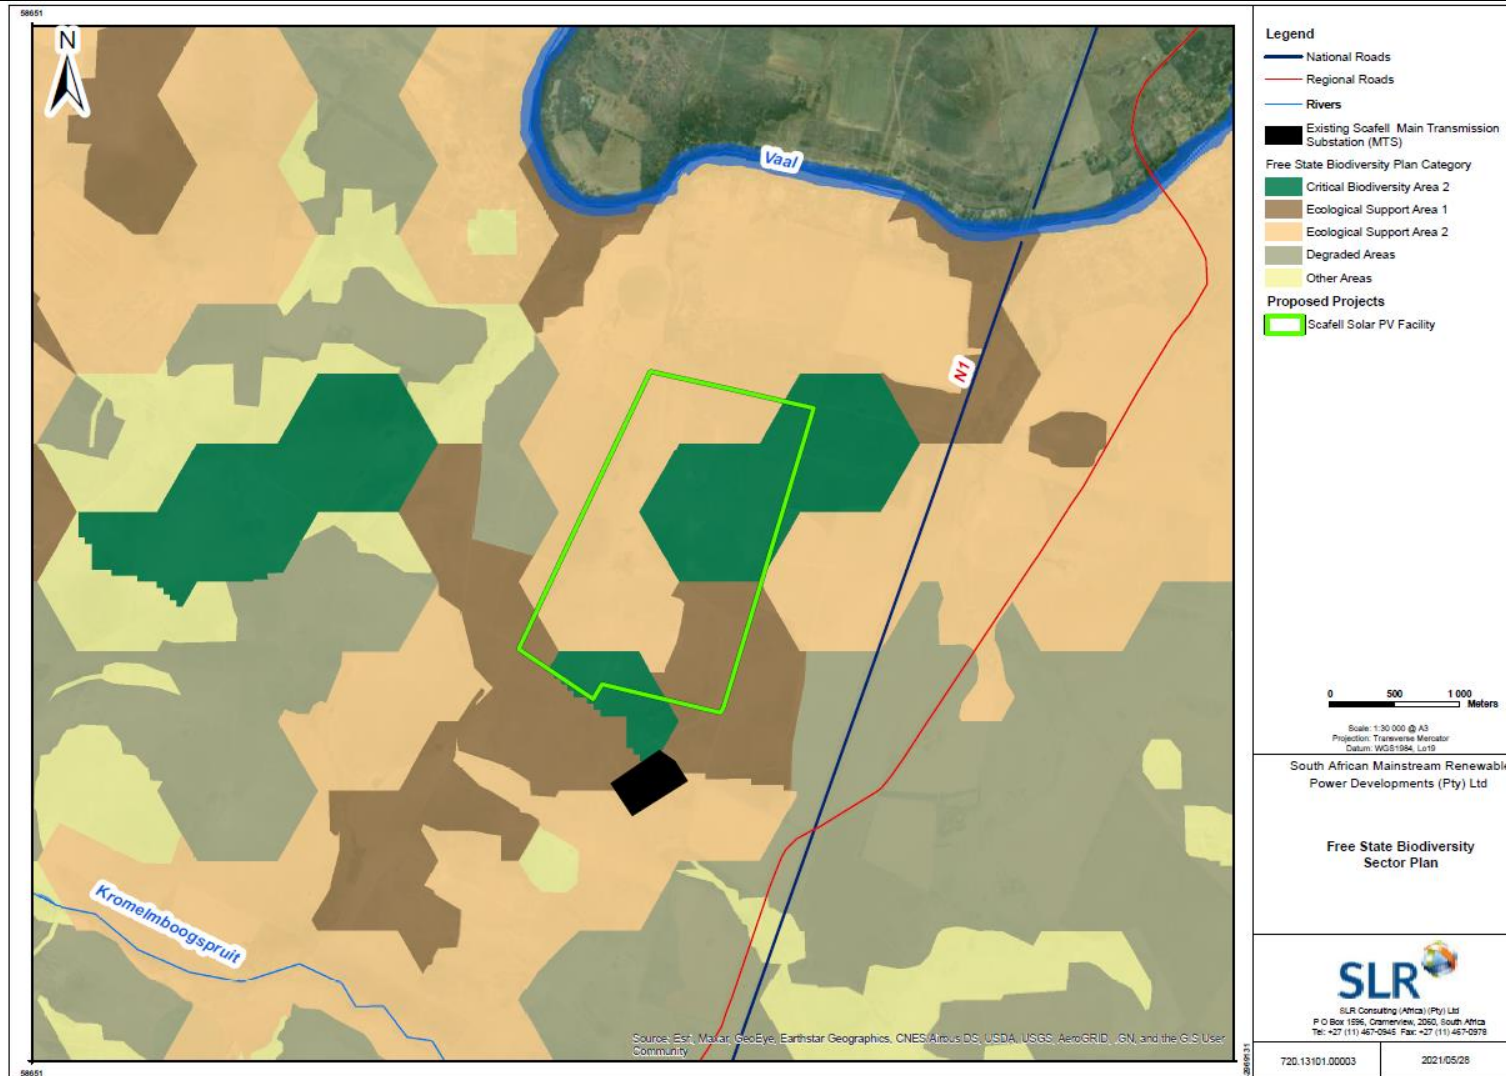 58651
N
Vaal
N1
Kromelmboogspruit
Source: Esri, Maxar, GeoEye, Earthstar Geographics, CNES/Airbus DS, USDA, USGS, AeroGRID, IGN, and the GIS User
Community
58651
2969131
Legend
National Roads
Regional Roads
Rivers
Existing Scafell Main Transmission
Substation (MTS)
Free State Biodiversity Plan Category
Critical Biodiversity Area 2
Ecological Support Area 1
Ecological Support Area 2
Degraded Areas
Other Areas
Proposed Projects
Scafell Solar PV Facility
0 500 1 000
Meters
Scale: 1:30 000 @ A3
Projection: Transverse Mercator
Datum: WGS1984, Lo19
South African Mainstream Renewable
Power Developments (Pty) Ltd
Free State Biodiversity
Sector Plan
SLR
SLR Consulting (Africa) (Pty) Ltd
P O Box 1596, Cramerview, 2060, South Africa
Tel: +27 (11) 467-0945 Fax: +27 (11) 467-0978
720.13101.00003
2021/05/28